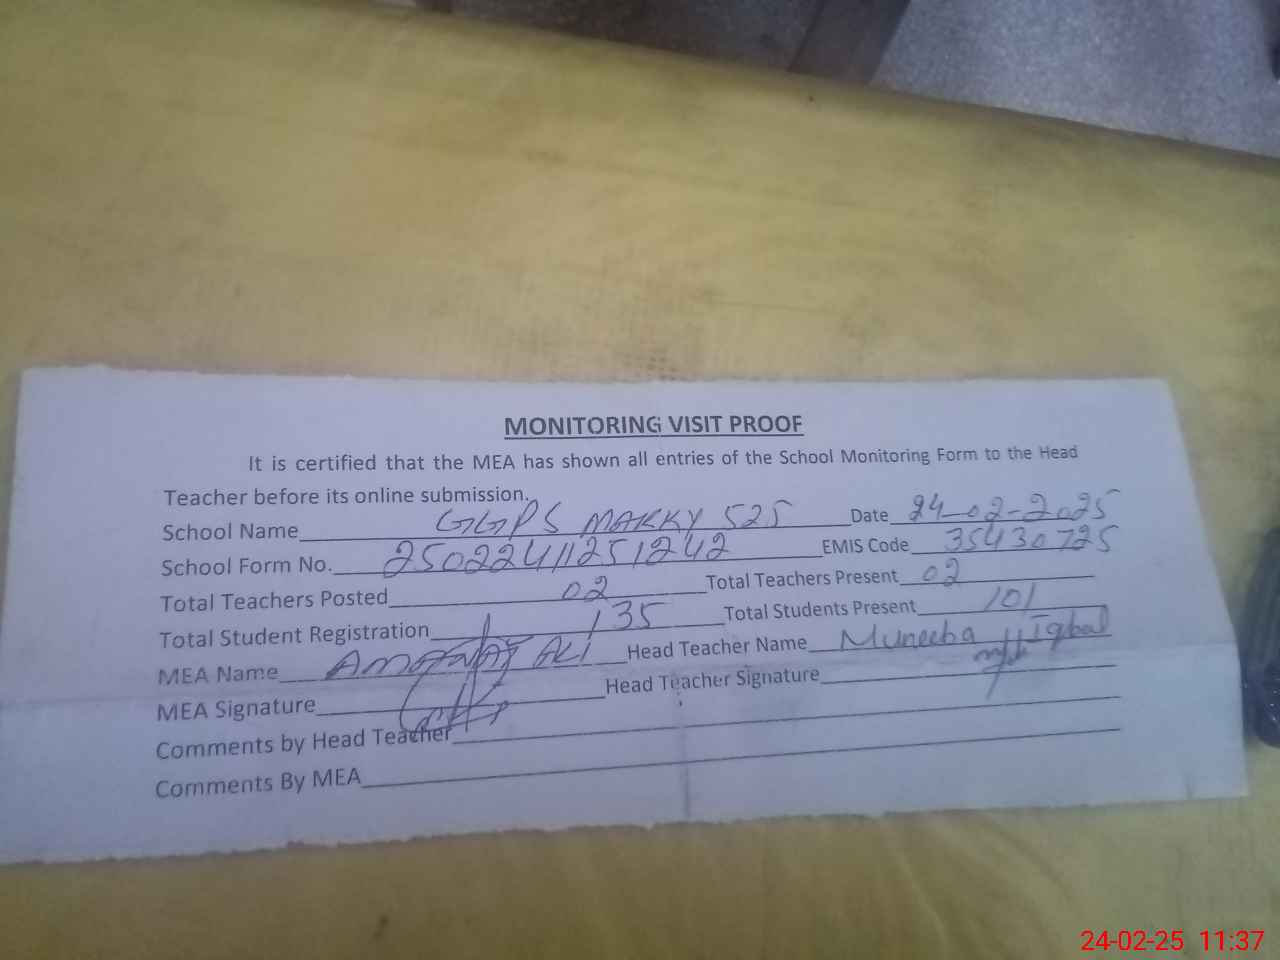 MONITORING VISIT PROOF
It is certified that the MEA has shown all entries of the School Monitoring Form to the Head
Teacher before its online submission.
School Name GGPS MAKKY 525 Date 24-02-2025
School Form No. 250224111251242 EMIS Code 35430725
Total Teachers Posted 02 Total Teachers Present 02
Total Student Registration 135 Total Students Present 101
MEA Name ALI Head Teacher Name Muneeba Iqbal
MEA Signature Head Teacher Signature
Comments by Head Teacher
Comments By MEA
24-02-25 11:37